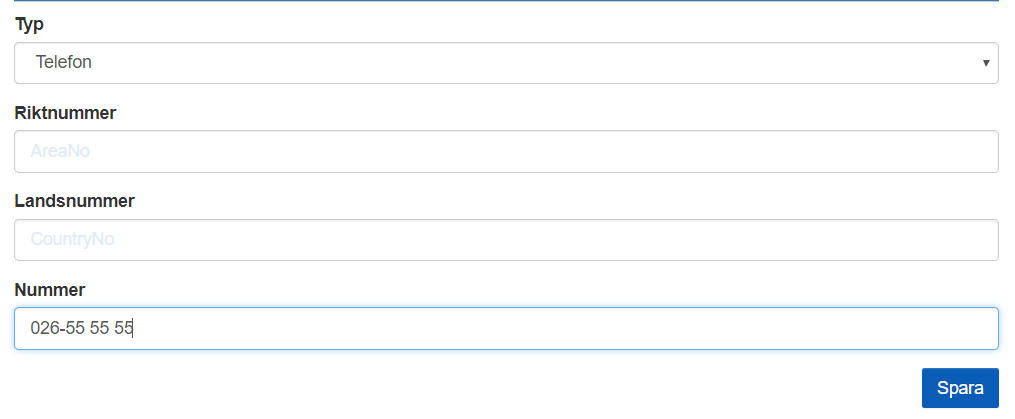 Typ
Telefon
Riktnummer
AreaNo
Landsnummer
CountryNo
Nummer
026-55 55 55
Spara